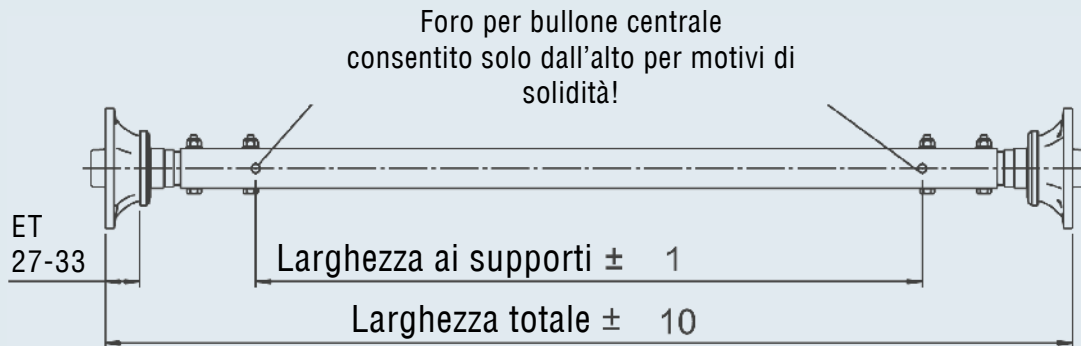 Foro per bullone centrale
consentito solo dall'alto per motivi di
solidità!
ET
27-33
Larghezza ai supporti ± 1
Larghezza totale ± 10